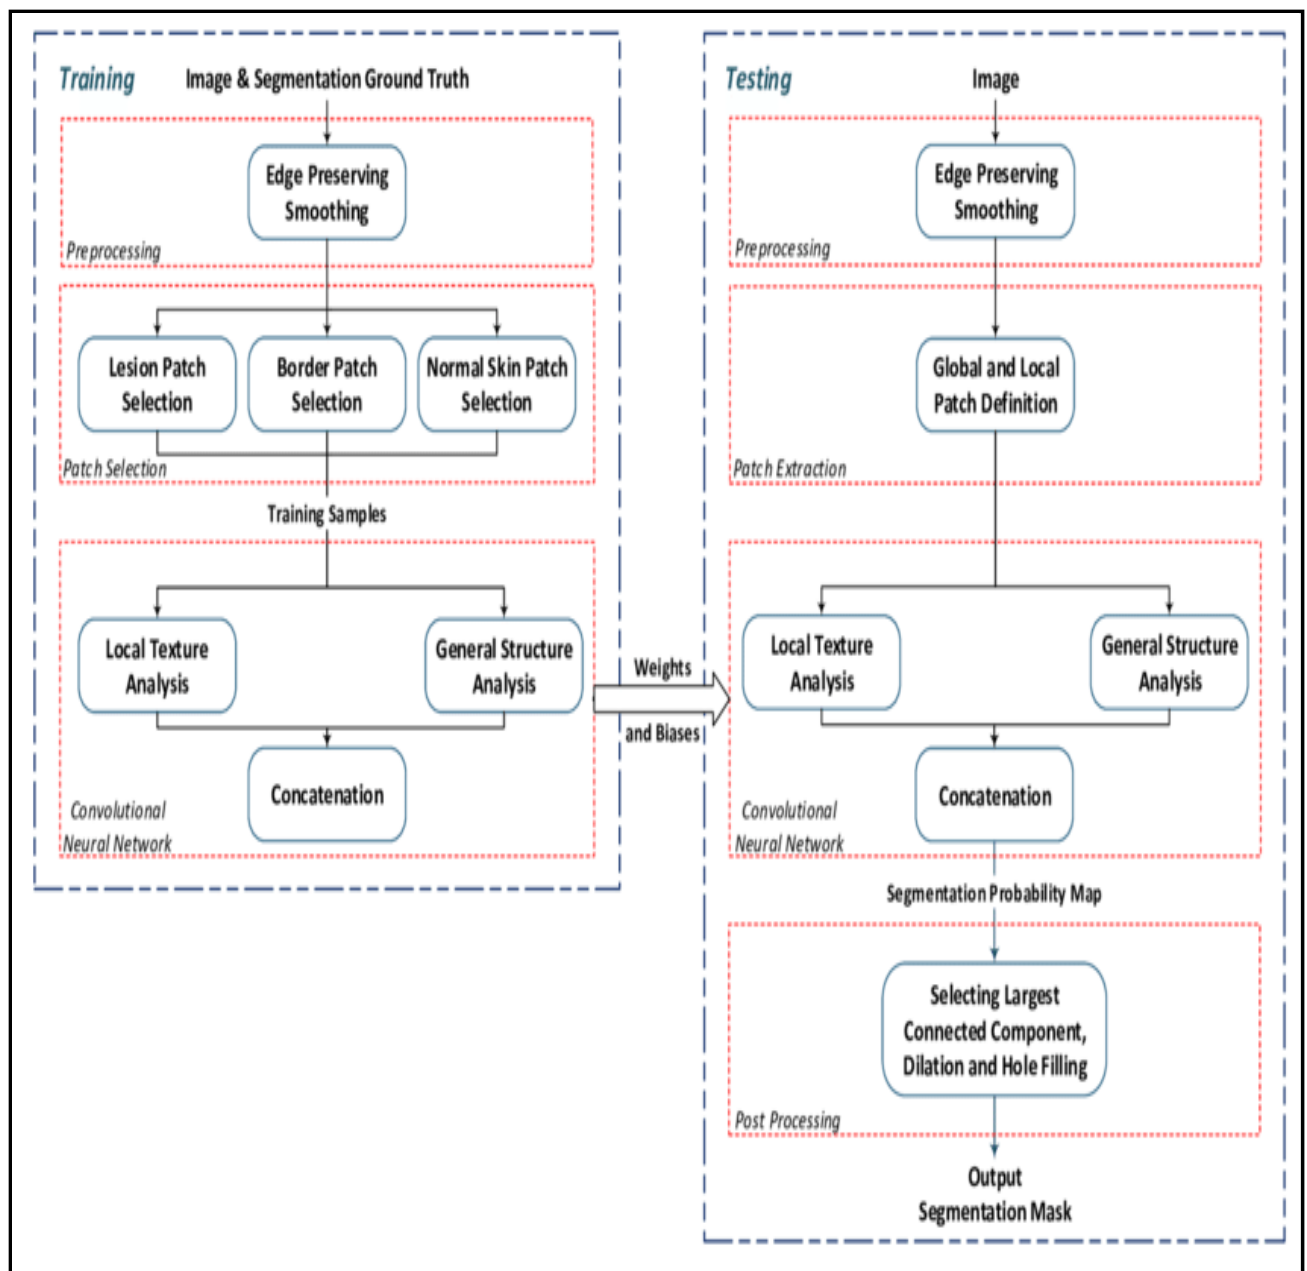 Training
Image & Segmentation Ground Truth
Edge Preserving
Smoothing
Preprocessing
Lesion Patch
Selection
Border Patch
Selection
Normal Skin Patch
Selection
Patch Selection
Training Samples
Local Texture
Analysis
General Structure
Analysis
Concatenation
Convolutional
Neural Network
Weights
and Biases
Testing
Image
Edge Preserving
Smoothing
Preprocessing
Global and Local
Patch Definition
Patch Extraction
Local Texture
Analysis
General Structure
Analysis
Concatenation
Convolutional
Neural Network
Segmentation Probability Map
Selecting Largest
Connected Component,
Dilation and Hole Filling
Post Processing
Output
Segmentation Mask